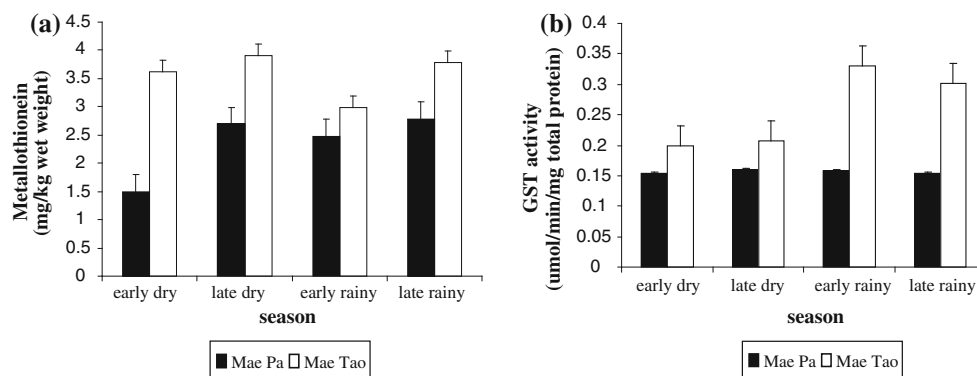 (a)
Metallothionein
(mg/kg wet weight)
4.5
4
3.5
3
2.5
2
1.5
1
0.5
0
early dry
late dry
early rainy
late rainy
season
Mae Pa
Mae Tao
(b)
GST activity
(umol/min/mg total protein)
0.4
0.35
0.3
0.25
0.2
0.15
0.1
0.05
0
early dry
late dry
early rainy
late rainy
season
Mae Pa
Mae Tao